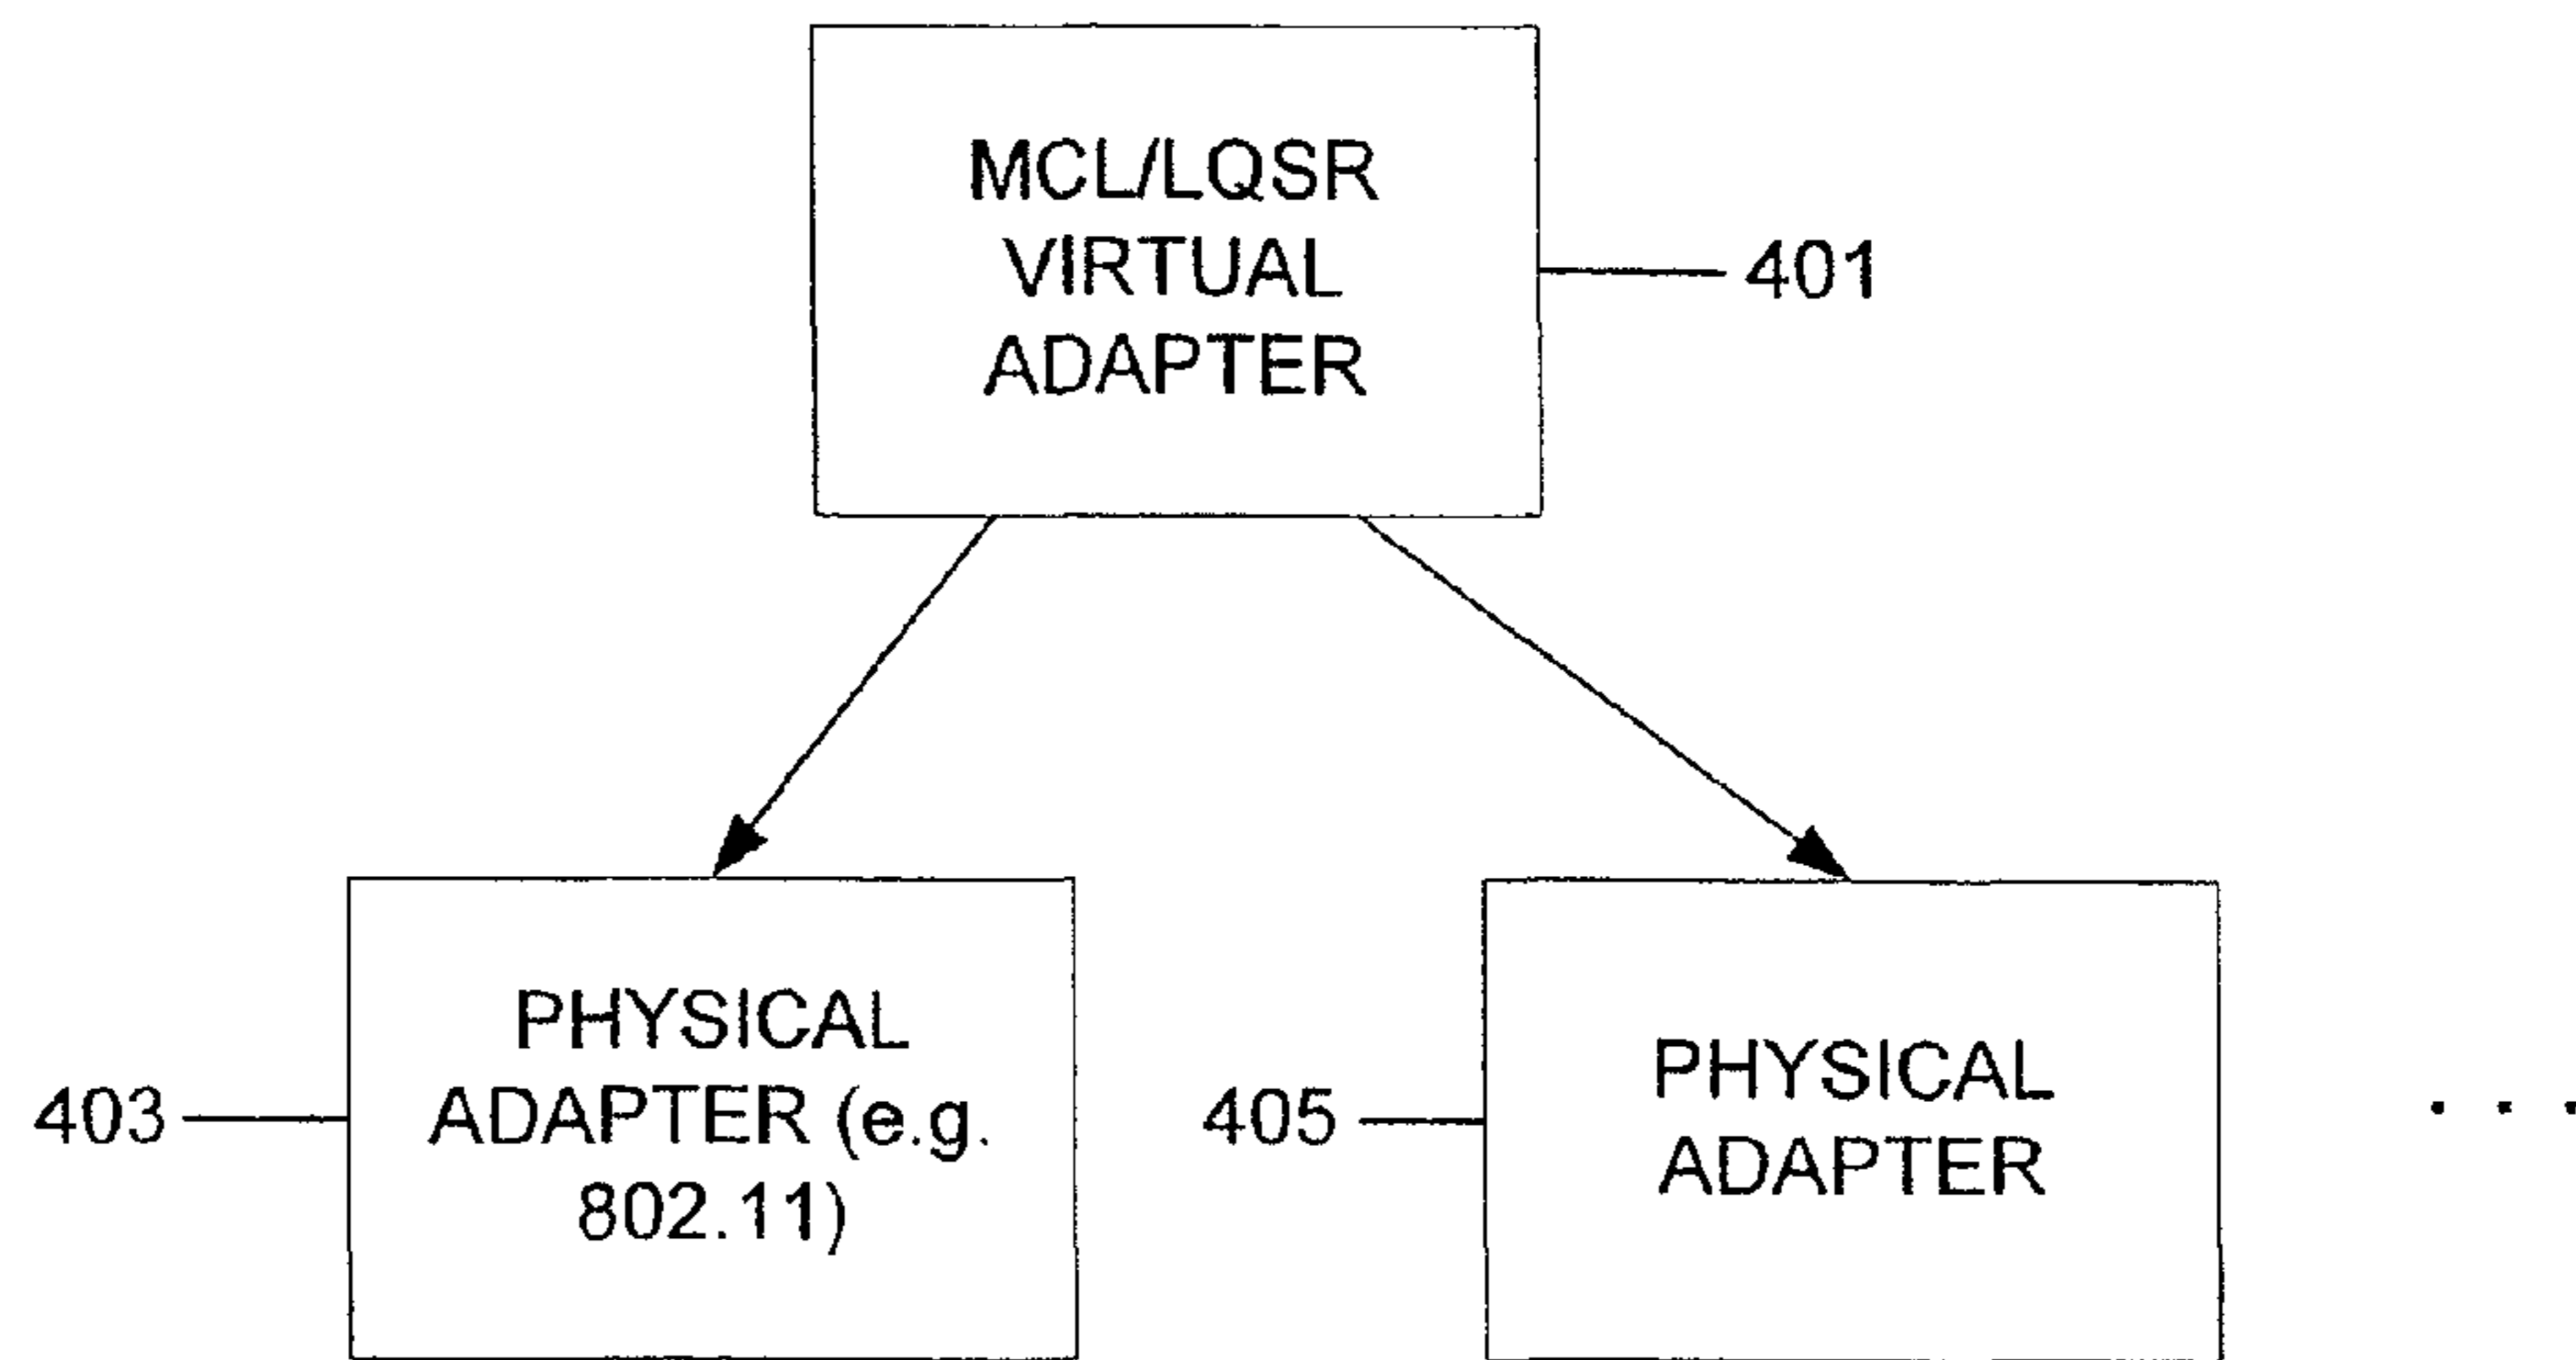 MCL/LQSR
VIRTUAL
ADAPTER
401
403
PHYSICAL
ADAPTER (e.g.
802.11)
405
PHYSICAL
ADAPTER
. . .